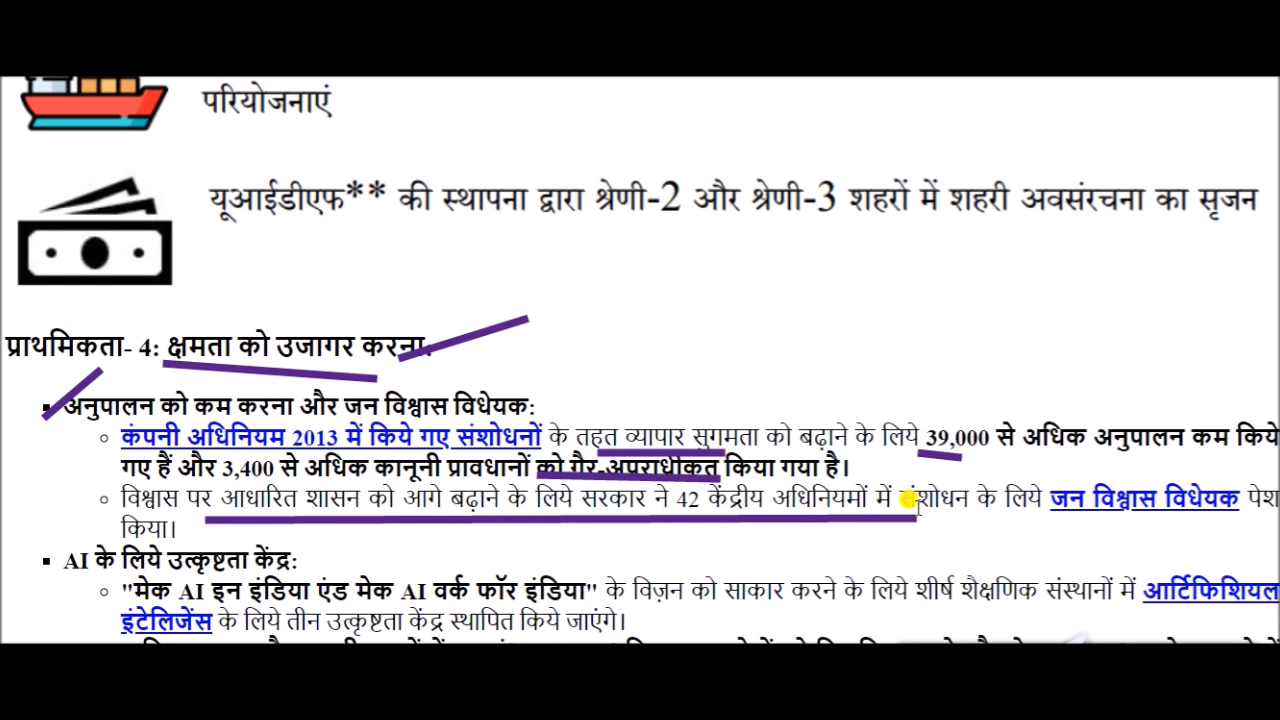 परियोजनाएं
यूआईडीएफ** की स्थापना द्वारा श्रेणी-2 और श्रेणी-3 शहरों में शहरी अवसंरचना का सृजन
प्राथमिकता- 4: क्षमता को उजागर करना:
▪ अनुपालन को कम करना और जन विश्वास विधेयक:
○ कंपनी अधिनियम 2013 में किये गए संशोधनों के तहत व्यापार सुगमता को बढ़ाने के लिये 39,000 से अधिक अनुपालन कम किये
गए हैं और 3,400 से अधिक कानूनी प्रावधानों को गैर-अपराधीकृत किया गया है।
○ विश्वास पर आधारित शासन को आगे बढ़ाने के लिये सरकार ने 42 केंद्रीय अधिनियमों में संशोधन के लिये जन विश्वास विधेयक पेश
किया।
▪ AI के लिये उत्कृष्टता केंद्र:
○ "मेक AI इन इंडिया एंड मेक AI वर्क फॉर इंडिया" के विज़न को साकार करने के लिये शीर्ष शैक्षणिक संस्थानों में आर्टिफिशियल
इंटेलिजेंस के लिये तीन उत्कृष्टता केंद्र स्थापित किये जाएंगे।